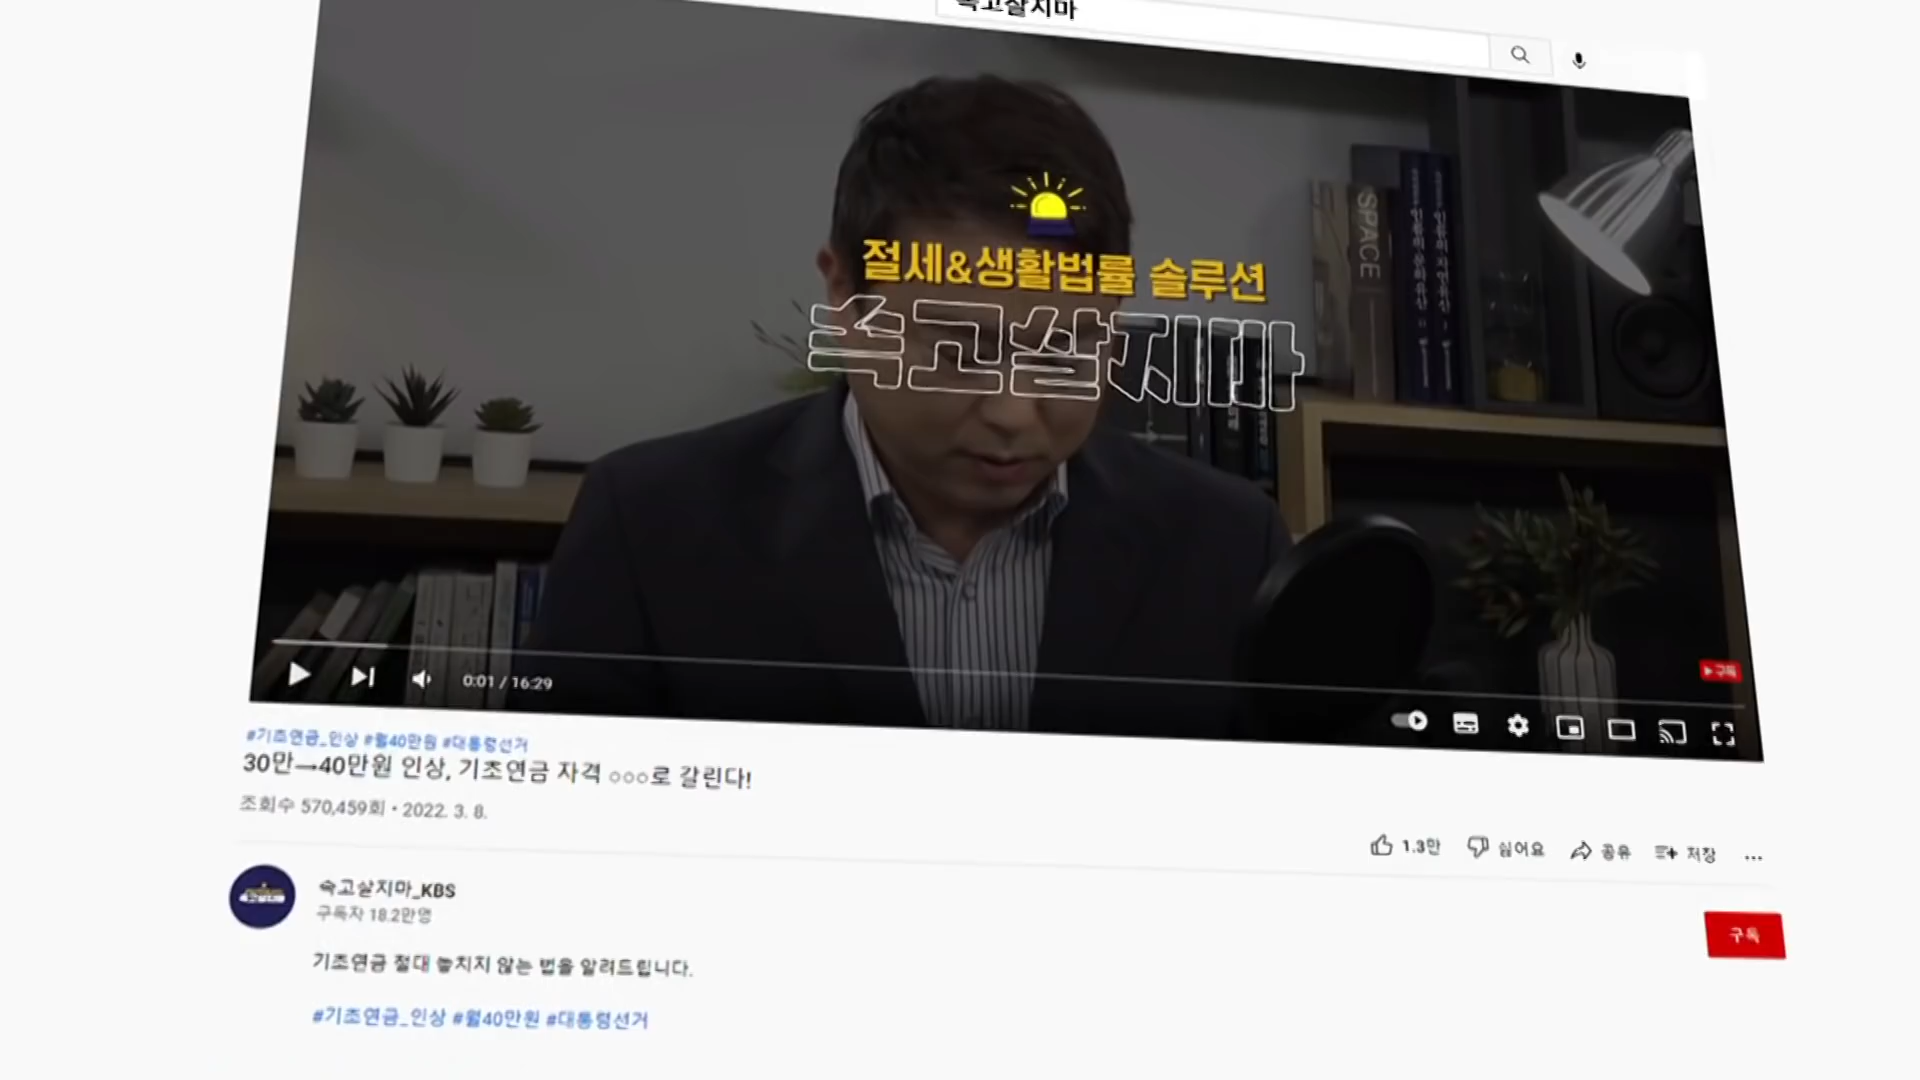 속고살지마
SPACE
절세&생활법률 솔루션
속고살지마
0:01 / 16:29
구독
#기초연금_인상 #월40만원 #대통령선거
30만→40만원 인상, 기초연금 자격 ○○○로 갈린다!
조회수 570,459회 • 2022. 3. 8.
1.3만
싫어요
공유
저장
속고살지마_KBS
구독자 18.2만명
구독
기초연금 절대 놓치지 않는 법을 알려드립니다.
#기초연금_인상 #월40만원 #대통령선거